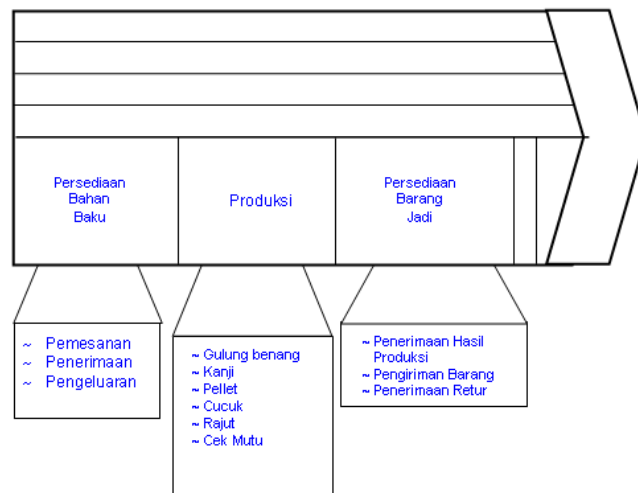 Persediaan
Bahan
Baku
Produksi
Persediaan
Barang
Jadi
~ Pemesanan
~ Penerimaan
~ Pengeluaran
~ Gulung benang
~ Kanji
~ Pellet
~ Cucuk
~ Rajut
~ Cek Mutu
~ Penerimaan Hasil
Produksi
~ Pengiriman Barang
~ Penerimaan Retur